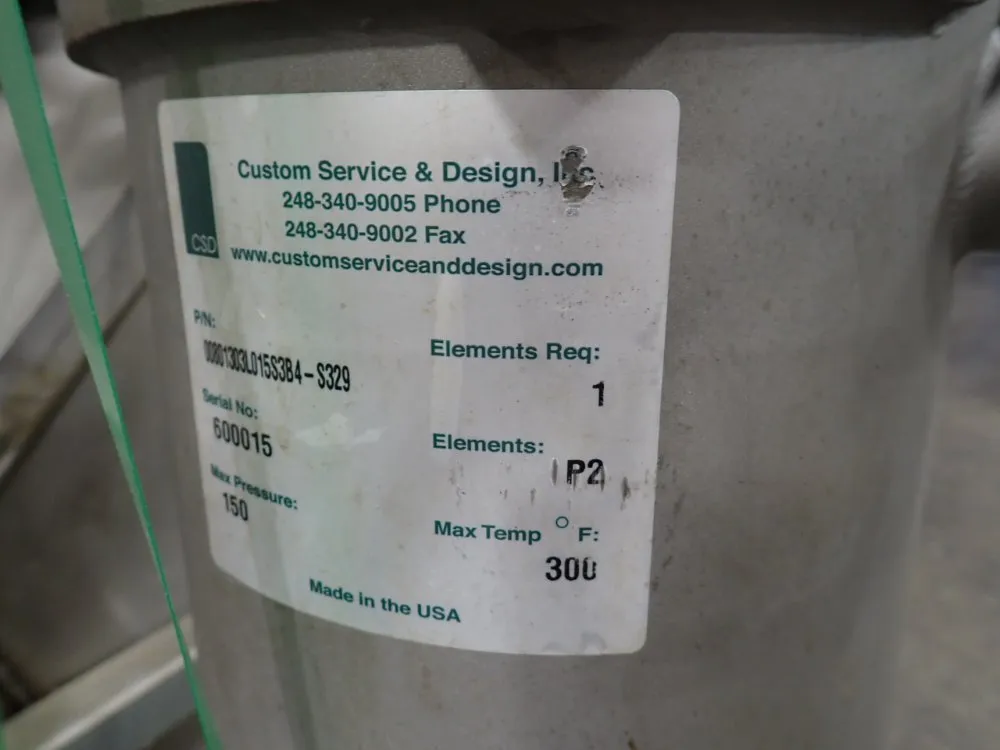 Custom Service & Design, Inc.
248-340-9005 Phone
248-340-9002 Fax
www.customserviceanddesign.com
CSD
P/N:
Serial No:
600015
Max Pressure:
150
Elements Req:
1
Elements:
P2
Max Temp °F:
300
Made in the USA